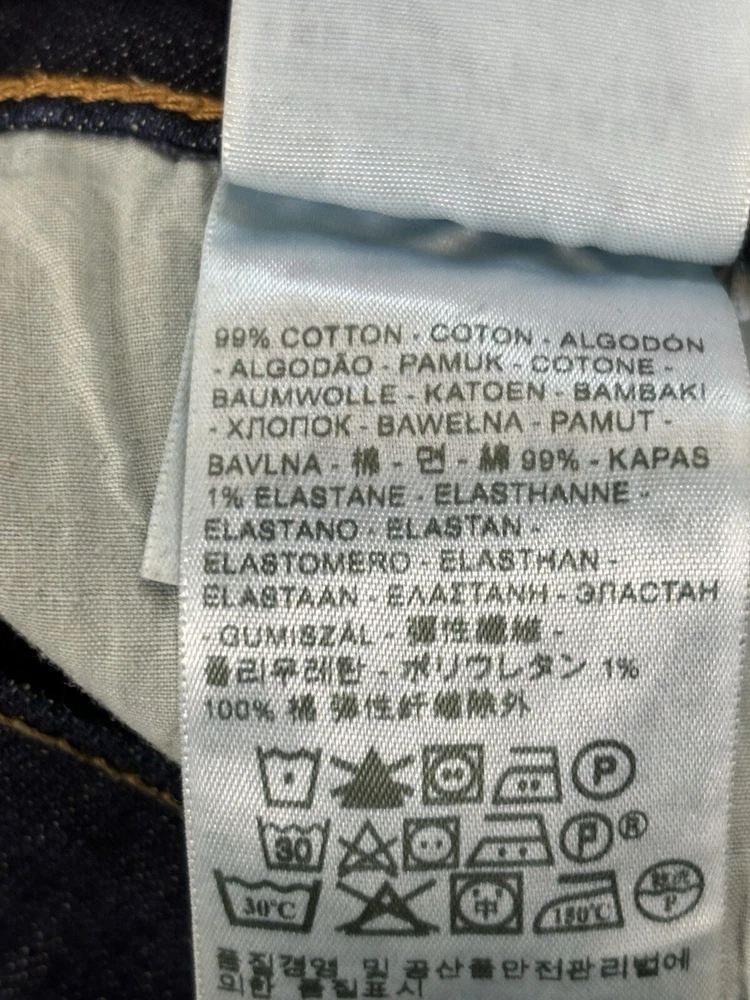 99% COTTON - COTON - ALGODÓN
- ALGODÃO - PAMUK - COTONE -
BAUMWOLLE - KATOEN - BAMBAKI
- ХЛОПОК - BAWEŁNA - PAMUT -
BAVLNA - 棉 - 면 - 綿 99% - KAPAS
1% ELASTANE - ELASTHANNE -
ELASTANO - ELASTAN -
ELASTOMERO - ELASTHAN -
ELASTAAN - ΕΛΑΣΤΑΝΗ - ЭЛАСТАН
- GUMISZÁL - 彈性纖維 -
폴리우레탄 - ポリウレタン 1%
100% 棉 彈性纤维除外
P
30 P ®
30°C 中 150℃ P
품질경영 및 공산품안전관리법에
의한 품질표시